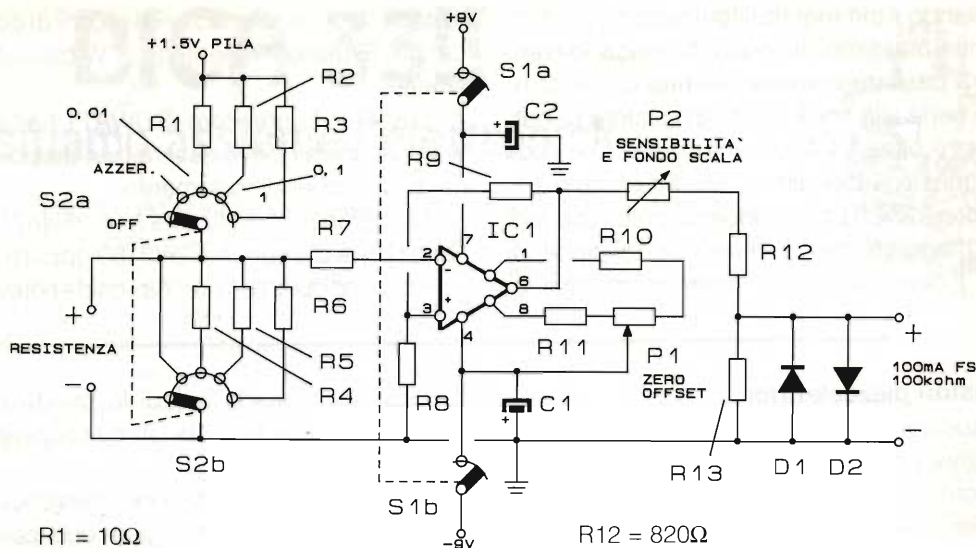 +9V
+1.5V PILA
S1a
R2
C2
+
P2
0,01
R1
R3
R9
SENSIBILITA'
E FONDO SCALA
0,1
AZZER.
1
S2a
OFF
IC1
R10
R12
R7
2
7
1
-
6
+
3
8
4
+
R6
RESISTENZA
R5
R11
P1
+
-
R4
R8
ZERO
OFFSET
100mA FS
100kohm
C1
+
-
S2b
R13
D1
D2
S1b
R1 = 10Ω
R12 = 820Ω
-9V